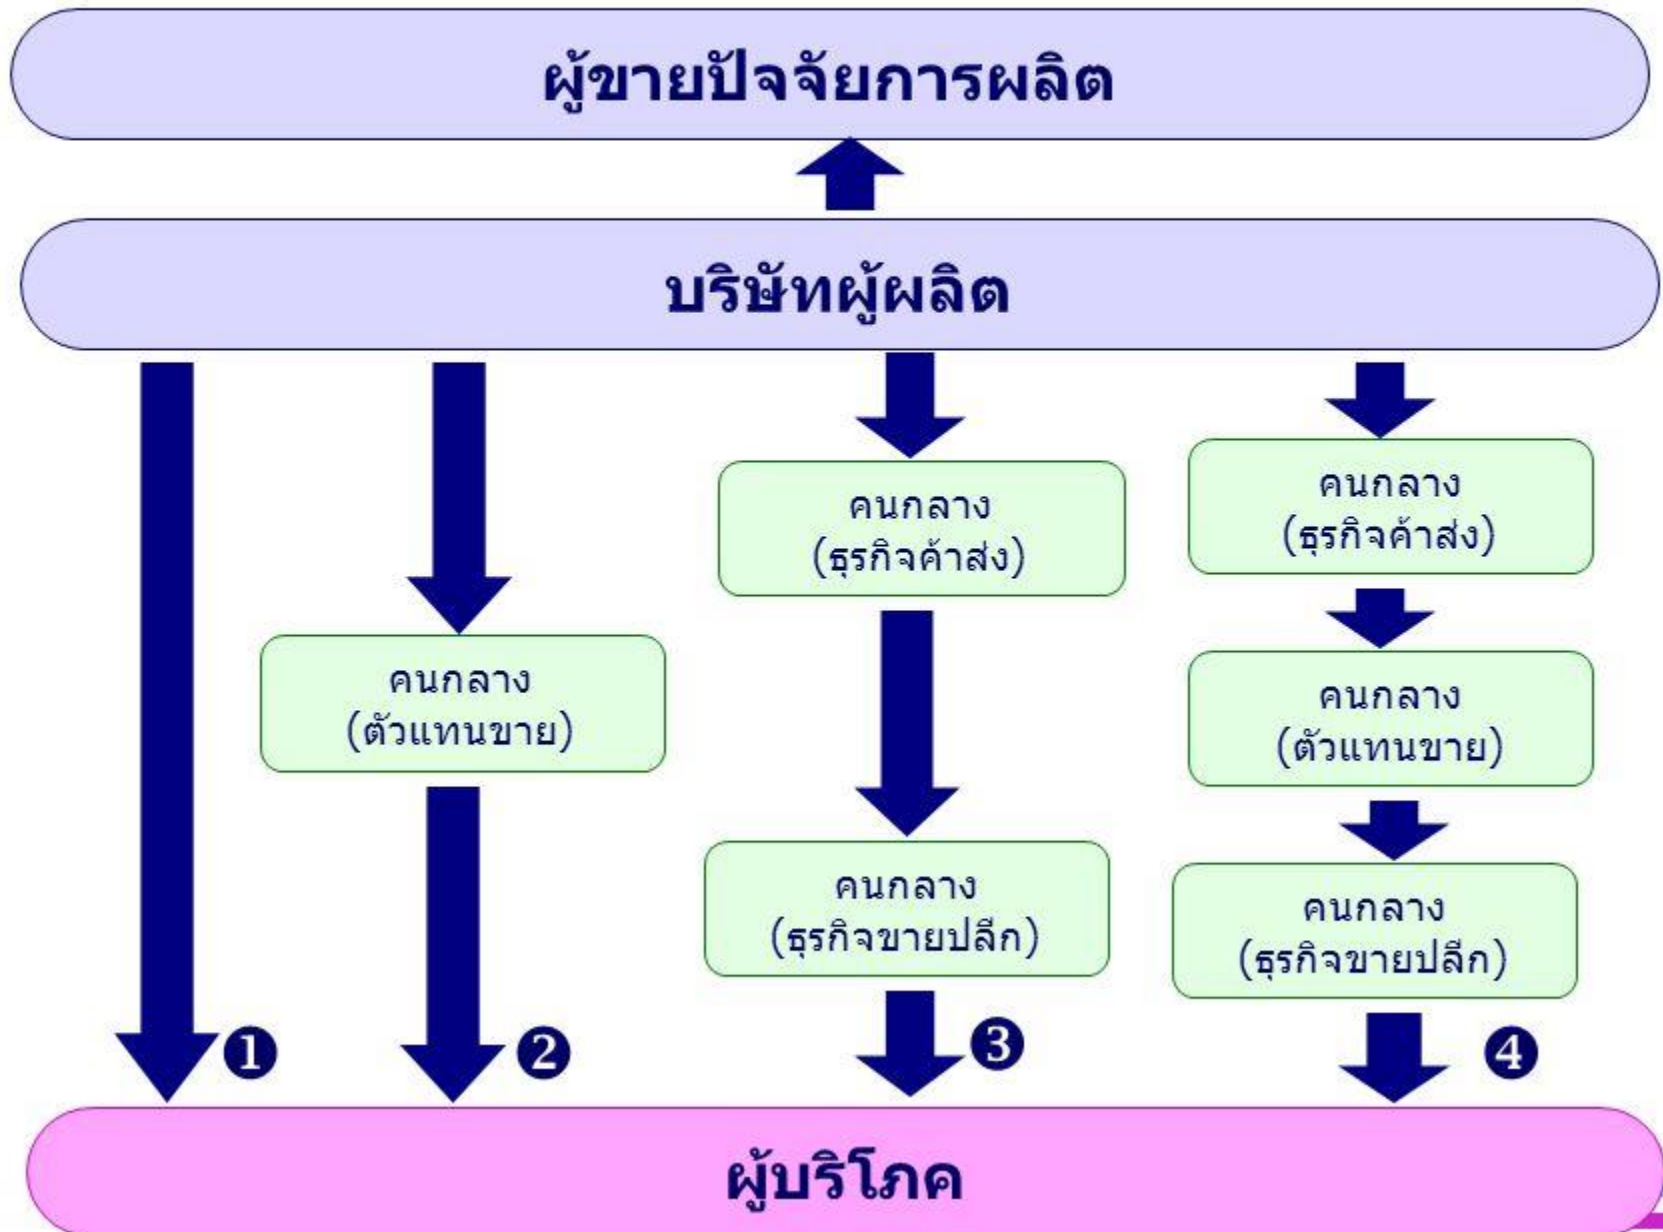 ผู้ขายปัจจัยการผลิต
บริษัทผู้ผลิต
คนกลาง
(ตัวแทนขาย)
คนกลาง
(ธุรกิจค้าส่ง)
คนกลาง
(ธุรกิจขายปลีก)
คนกลาง
(ธุรกิจค้าส่ง)
คนกลาง
(ตัวแทนขาย)
คนกลาง
(ธุรกิจขายปลีก)
❶
❷
❸
❹
ผู้บริโภค